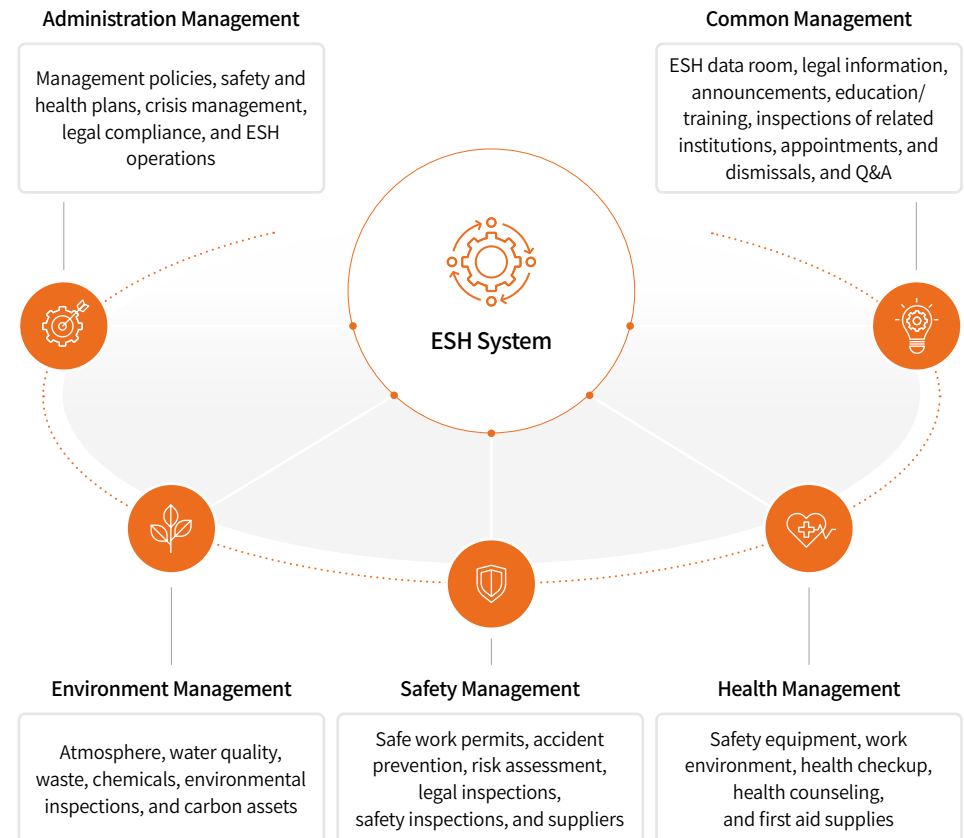 Administration Management
Management policies, safety and
health plans, crisis management,
legal compliance, and ESH
operations
Common Management
ESH data room, legal information,
announcements, education/
training, inspections of related
institutions, appointments, and
dismissals, and Q&A
ESH System
Environment Management
Atmosphere, water quality,
waste, chemicals, environmental
inspections, and carbon assets
Safety Management
Safe work permits, accident
prevention, risk assessment,
legal inspections,
safety inspections, and suppliers
Health Management
Safety equipment, work
environment, health checkup,
health counseling,
and first aid supplies